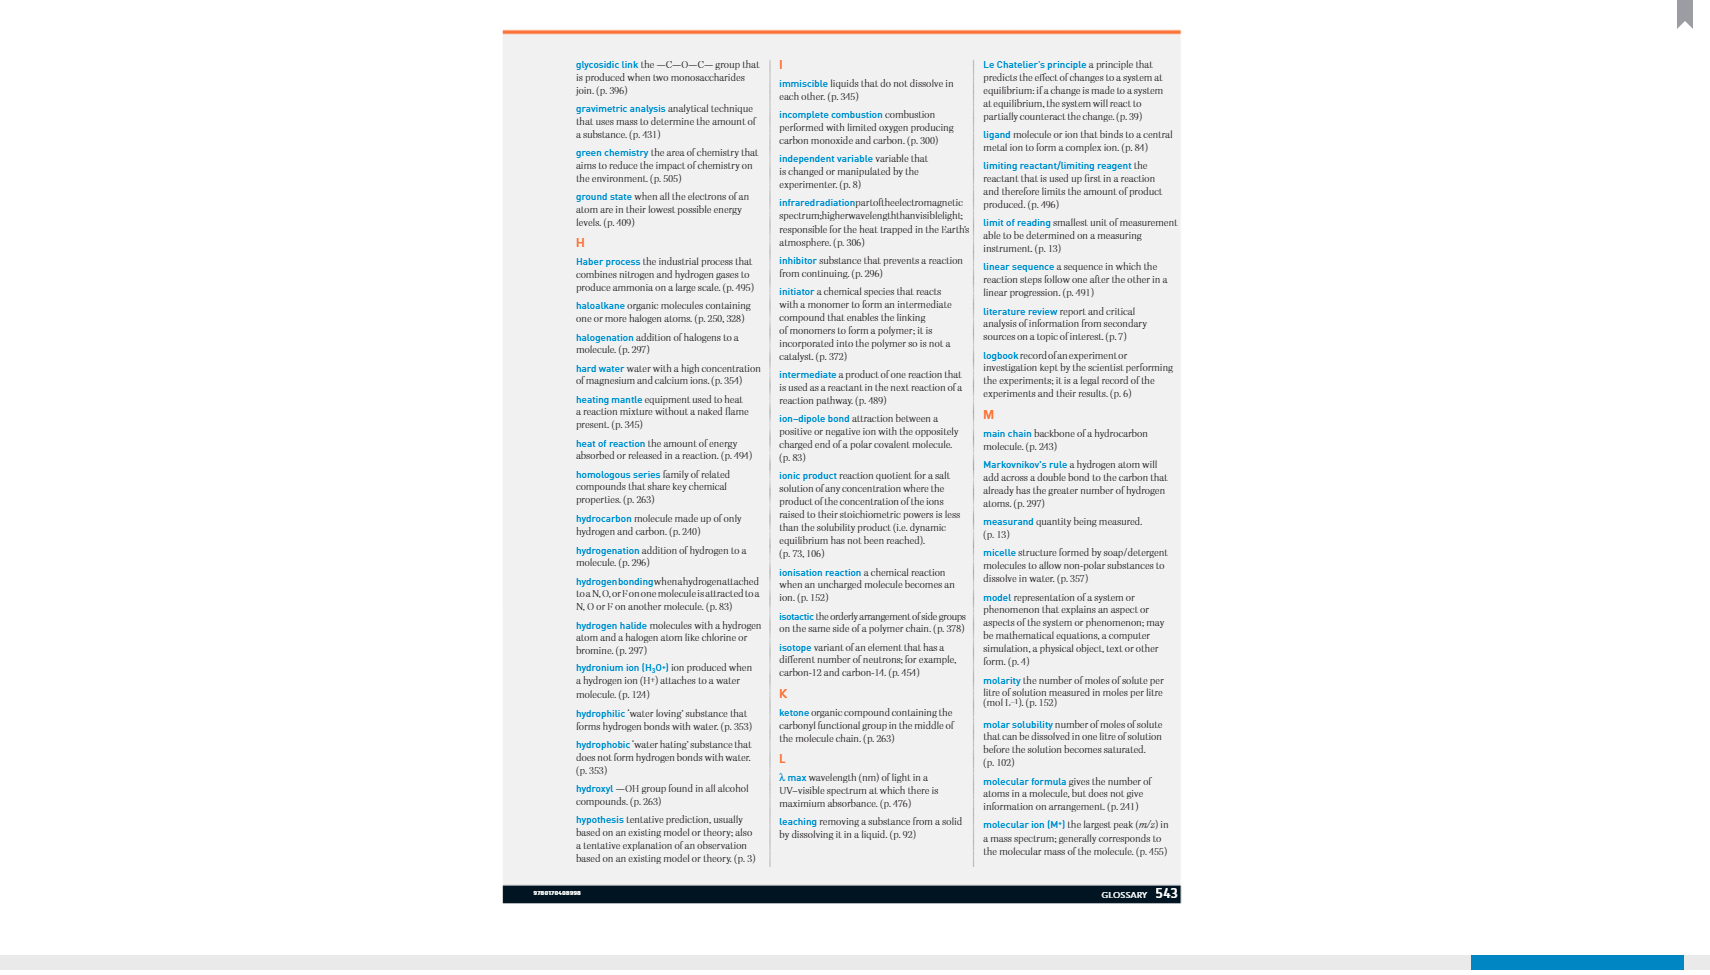 glycosidic link the —C—O—C— group that
is produced when two monosaccharides
join. (p. 396)
gravimetric analysis analytical technique
that uses mass to determine the amount of
a substance. (p. 431)
green chemistry the area of chemistry that
aims to reduce the impact of chemistry on
the environment. (p. 505)
ground state when all the electrons of an
atom are in their lowest possible energy
levels. (p. 409)
H
Haber process the industrial process that
combines nitrogen and hydrogen gases to
produce ammonia on a large scale. (p. 495)
haloalkane organic molecules containing
one or more halogen atoms. (p. 250, 328)
halogenation addition of halogens to a
molecule. (p. 297)
hard water water with a high concentration
of magnesium and calcium ions. (p. 354)
heating mantle equipment used to heat
a reaction mixture without a naked flame
present. (p. 345)
heat of reaction the amount of energy
absorbed or released in a reaction. (p. 494)
homologous series family of related
compounds that share key chemical
properties. (p. 263)
hydrocarbon molecule made up of only
hydrogen and carbon. (p. 240)
hydrogenation addition of hydrogen to a
molecule. (p. 296)
hydrogen bonding when a hydrogen attached
to a N, O, or F on one molecule is attracted to a
N, O or F on another molecule. (p. 83)
hydrogen halide molecules with a hydrogen
atom and a halogen atom like chlorine or
bromine. (p. 297)
hydronium ion (H₃O⁺) ion produced when
a hydrogen ion (H⁺) attaches to a water
molecule. (p. 124)
hydrophilic ‘water loving’ substance that
forms hydrogen bonds with water. (p. 353)
hydrophobic ‘water hating’ substance that
does not form hydrogen bonds with water.
(p. 353)
hydroxyl —OH group found in all alcohol
compounds. (p. 263)
hypothesis tentative prediction, usually
based on an existing model or theory; also
a tentative explanation of an observation
based on an existing model or theory. (p. 3)
I
immiscible liquids that do not dissolve in
each other. (p. 345)
incomplete combustion combustion
performed with limited oxygen producing
carbon monoxide and carbon. (p. 300)
independent variable variable that
is changed or manipulated by the
experimenter. (p. 8)
infrared radiation part of the electromagnetic
spectrum; higher wavelength than visible light;
responsible for the heat trapped in the Earth’s
atmosphere. (p. 306)
inhibitor substance that prevents a reaction
from continuing. (p. 296)
initiator a chemical species that reacts
with a monomer to form an intermediate
compound that enables the linking
of monomers to form a polymer; it is
incorporated into the polymer so is not a
catalyst. (p. 372)
intermediate a product of one reaction that
is used as a reactant in the next reaction of a
reaction pathway. (p. 489)
ion–dipole bond attraction between a
positive or negative ion with the oppositely
charged end of a polar covalent molecule.
(p. 83)
ionic product reaction quotient for a salt
solution of any concentration where the
product of the concentration of the ions
raised to their stoichiometric powers is less
than the solubility product (i.e. dynamic
equilibrium has not been reached).
(p. 73, 106)
ionisation reaction a chemical reaction
when an uncharged molecule becomes an
ion. (p. 152)
isotactic the orderly arrangement of side groups
on the same side of a polymer chain. (p. 378)
isotope variant of an element that has a
different number of neutrons; for example,
carbon-12 and carbon-14. (p. 454)
K
ketone organic compound containing the
carbonyl functional group in the middle of
the molecule chain. (p. 263)
L
λ max wavelength (nm) of light in a
UV–visible spectrum at which there is
maximium absorbance. (p. 476)
leaching removing a substance from a solid
by dissolving it in a liquid. (p. 92)
Le Chatelier’s principle a principle that
predicts the effect of changes to a system at
equilibrium: if a change is made to a system
at equilibrium, the system will react to
partially counteract the change. (p. 39)
ligand molecule or ion that binds to a central
metal ion to form a complex ion. (p. 84)
limiting reactant/limiting reagent the
reactant that is used up first in a reaction
and therefore limits the amount of product
produced. (p. 496)
limit of reading smallest unit of measurement
able to be determined on a measuring
instrument. (p. 13)
linear sequence a sequence in which the
reaction steps follow one after the other in a
linear progression. (p. 491)
literature review report and critical
analysis of information from secondary
sources on a topic of interest. (p. 7)
logbook record of an experiment or
investigation kept by the scientist performing
the experiments; it is a legal record of the
experiments and their results. (p. 6)
M
main chain backbone of a hydrocarbon
molecule. (p. 243)
Markovnikov’s rule a hydrogen atom will
add across a double bond to the carbon that
already has the greater number of hydrogen
atoms. (p. 297)
measurand quantity being measured.
(p. 13)
micelle structure formed by soap/detergent
molecules to allow non-polar substances to
dissolve in water. (p. 357)
model representation of a system or
phenomenon that explains an aspect or
aspects of the system or phenomenon; may
be mathematical equations, a computer
simulation, a physical object, text or other
form. (p. 4)
molarity the number of moles of solute per
litre of solution measured in moles per litre
(mol L⁻¹). (p. 152)
molar solubility number of moles of solute
that can be dissolved in one litre of solution
before the solution becomes saturated.
(p. 102)
molecular formula gives the number of
atoms in a molecule, but does not give
information on arrangement. (p. 241)
molecular ion (M⁺) the largest peak (m/z) in
a mass spectrum; generally corresponds to
the molecular mass of the molecule. (p. 455)
9780170408998
GLOSSARY 543